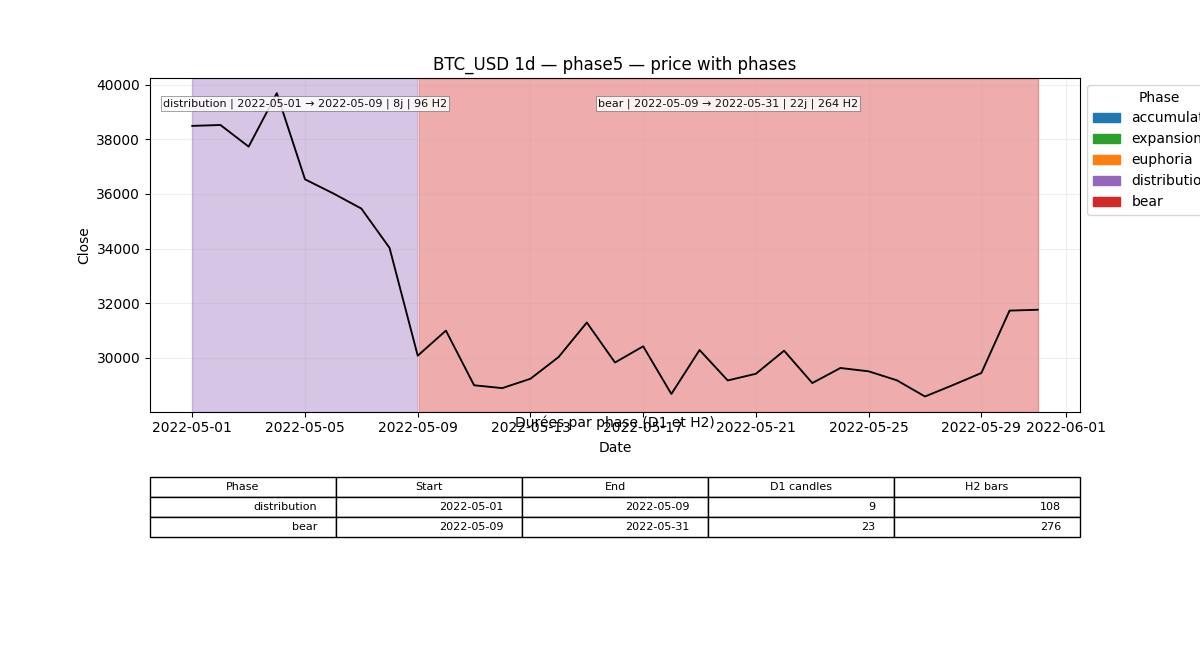 BTC_USD 1d — phase5 — price with phases
40000
38000
36000
34000
32000
30000
Close
distribution | 2022-05-01 → 2022-05-09 | 8j | 96 H2
bear | 2022-05-09 → 2022-05-31 | 22j | 264 H2
Phase
accumulat
expansion
euphoria
distributio
bear
Durées par phase (D1 et H2)
2022-05-01 2022-05-05 2022-05-09 2022-05-13 2022-05-17 2022-05-21 2022-05-25 2022-05-29 2022-06-01
Date
Phase Start End D1 candles H2 bars
distribution 2022-05-01 2022-05-09 9 108
bear 2022-05-09 2022-05-31 23 276